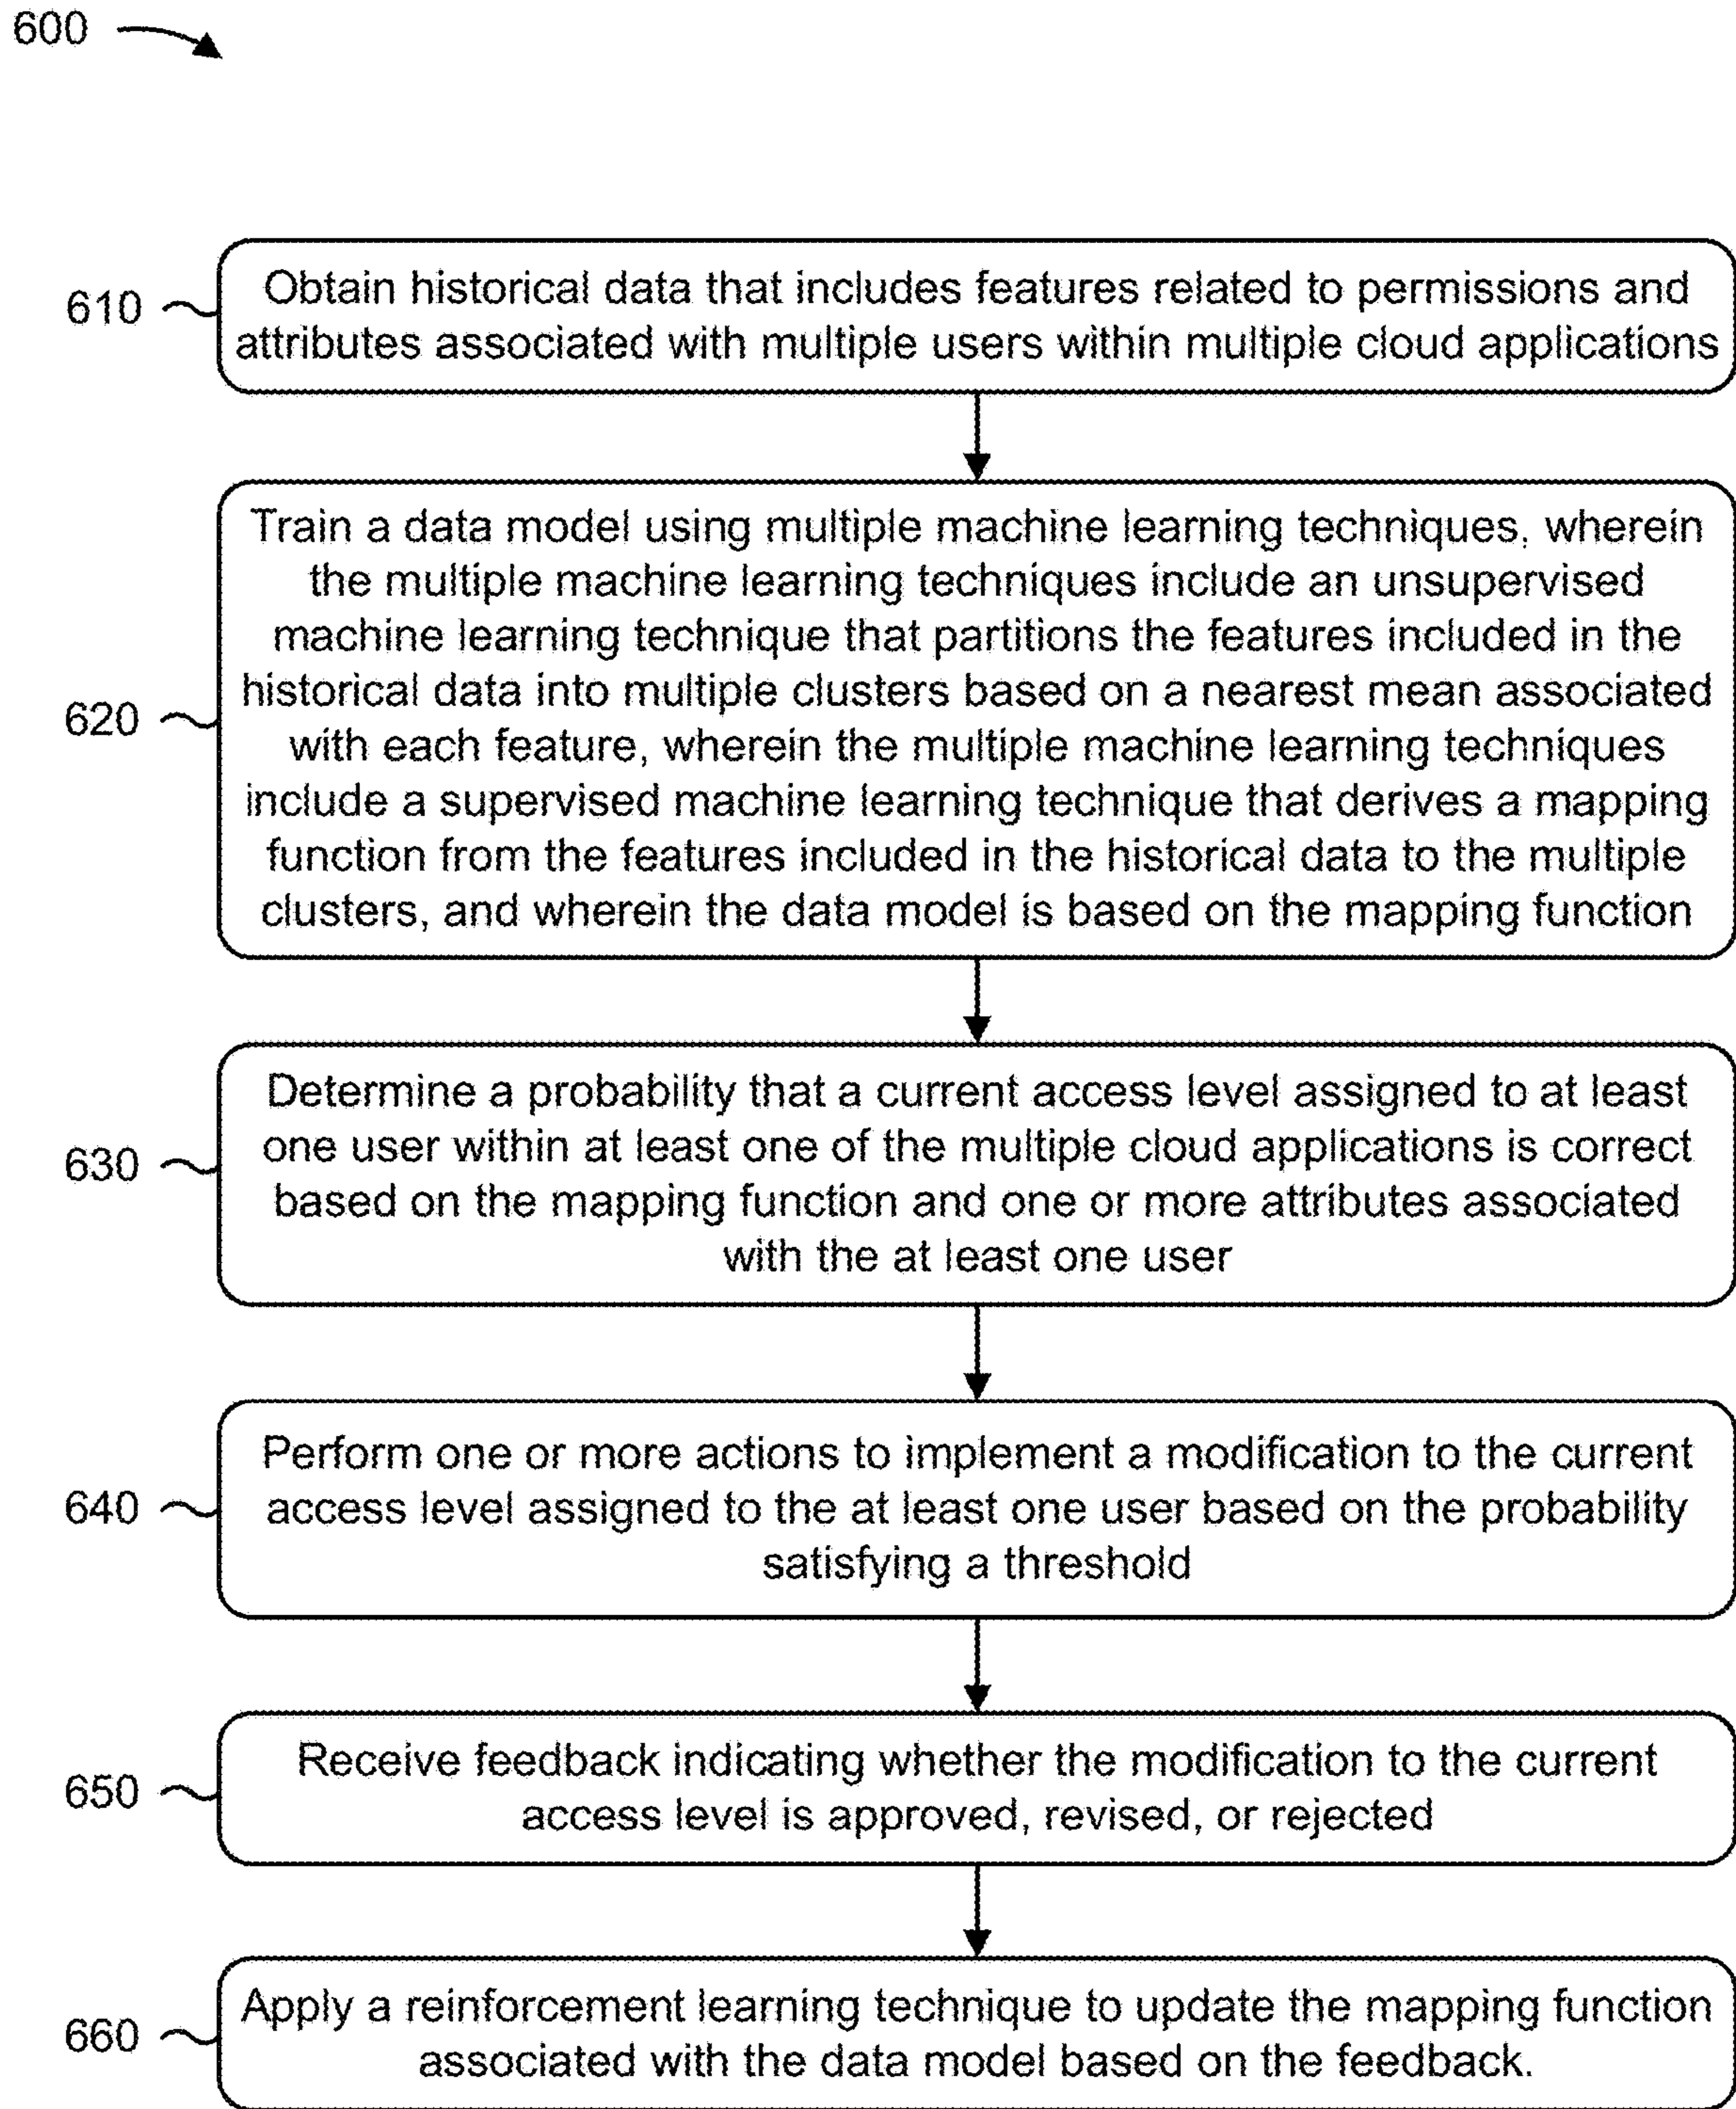 600
610
Obtain historical data that includes features related to permissions and
attributes associated with multiple users within multiple cloud applications
620
Train a data model using multiple machine learning techniques, wherein
the multiple machine learning techniques include an unsupervised
machine learning technique that partitions the features included in the
historical data into multiple clusters based on a nearest mean associated
with each feature, wherein the multiple machine learning techniques
include a supervised machine learning technique that derives a mapping
function from the features included in the historical data to the multiple
clusters, and wherein the data model is based on the mapping function
630
Determine a probability that a current access level assigned to at least
one user within at least one of the multiple cloud applications is correct
based on the mapping function and one or more attributes associated
with the at least one user
640
Perform one or more actions to implement a modification to the current
access level assigned to the at least one user based on the probability
satisfying a threshold
650
Receive feedback indicating whether the modification to the current
access level is approved, revised, or rejected
660
Apply a reinforcement learning technique to update the mapping function
associated with the data model based on the feedback.